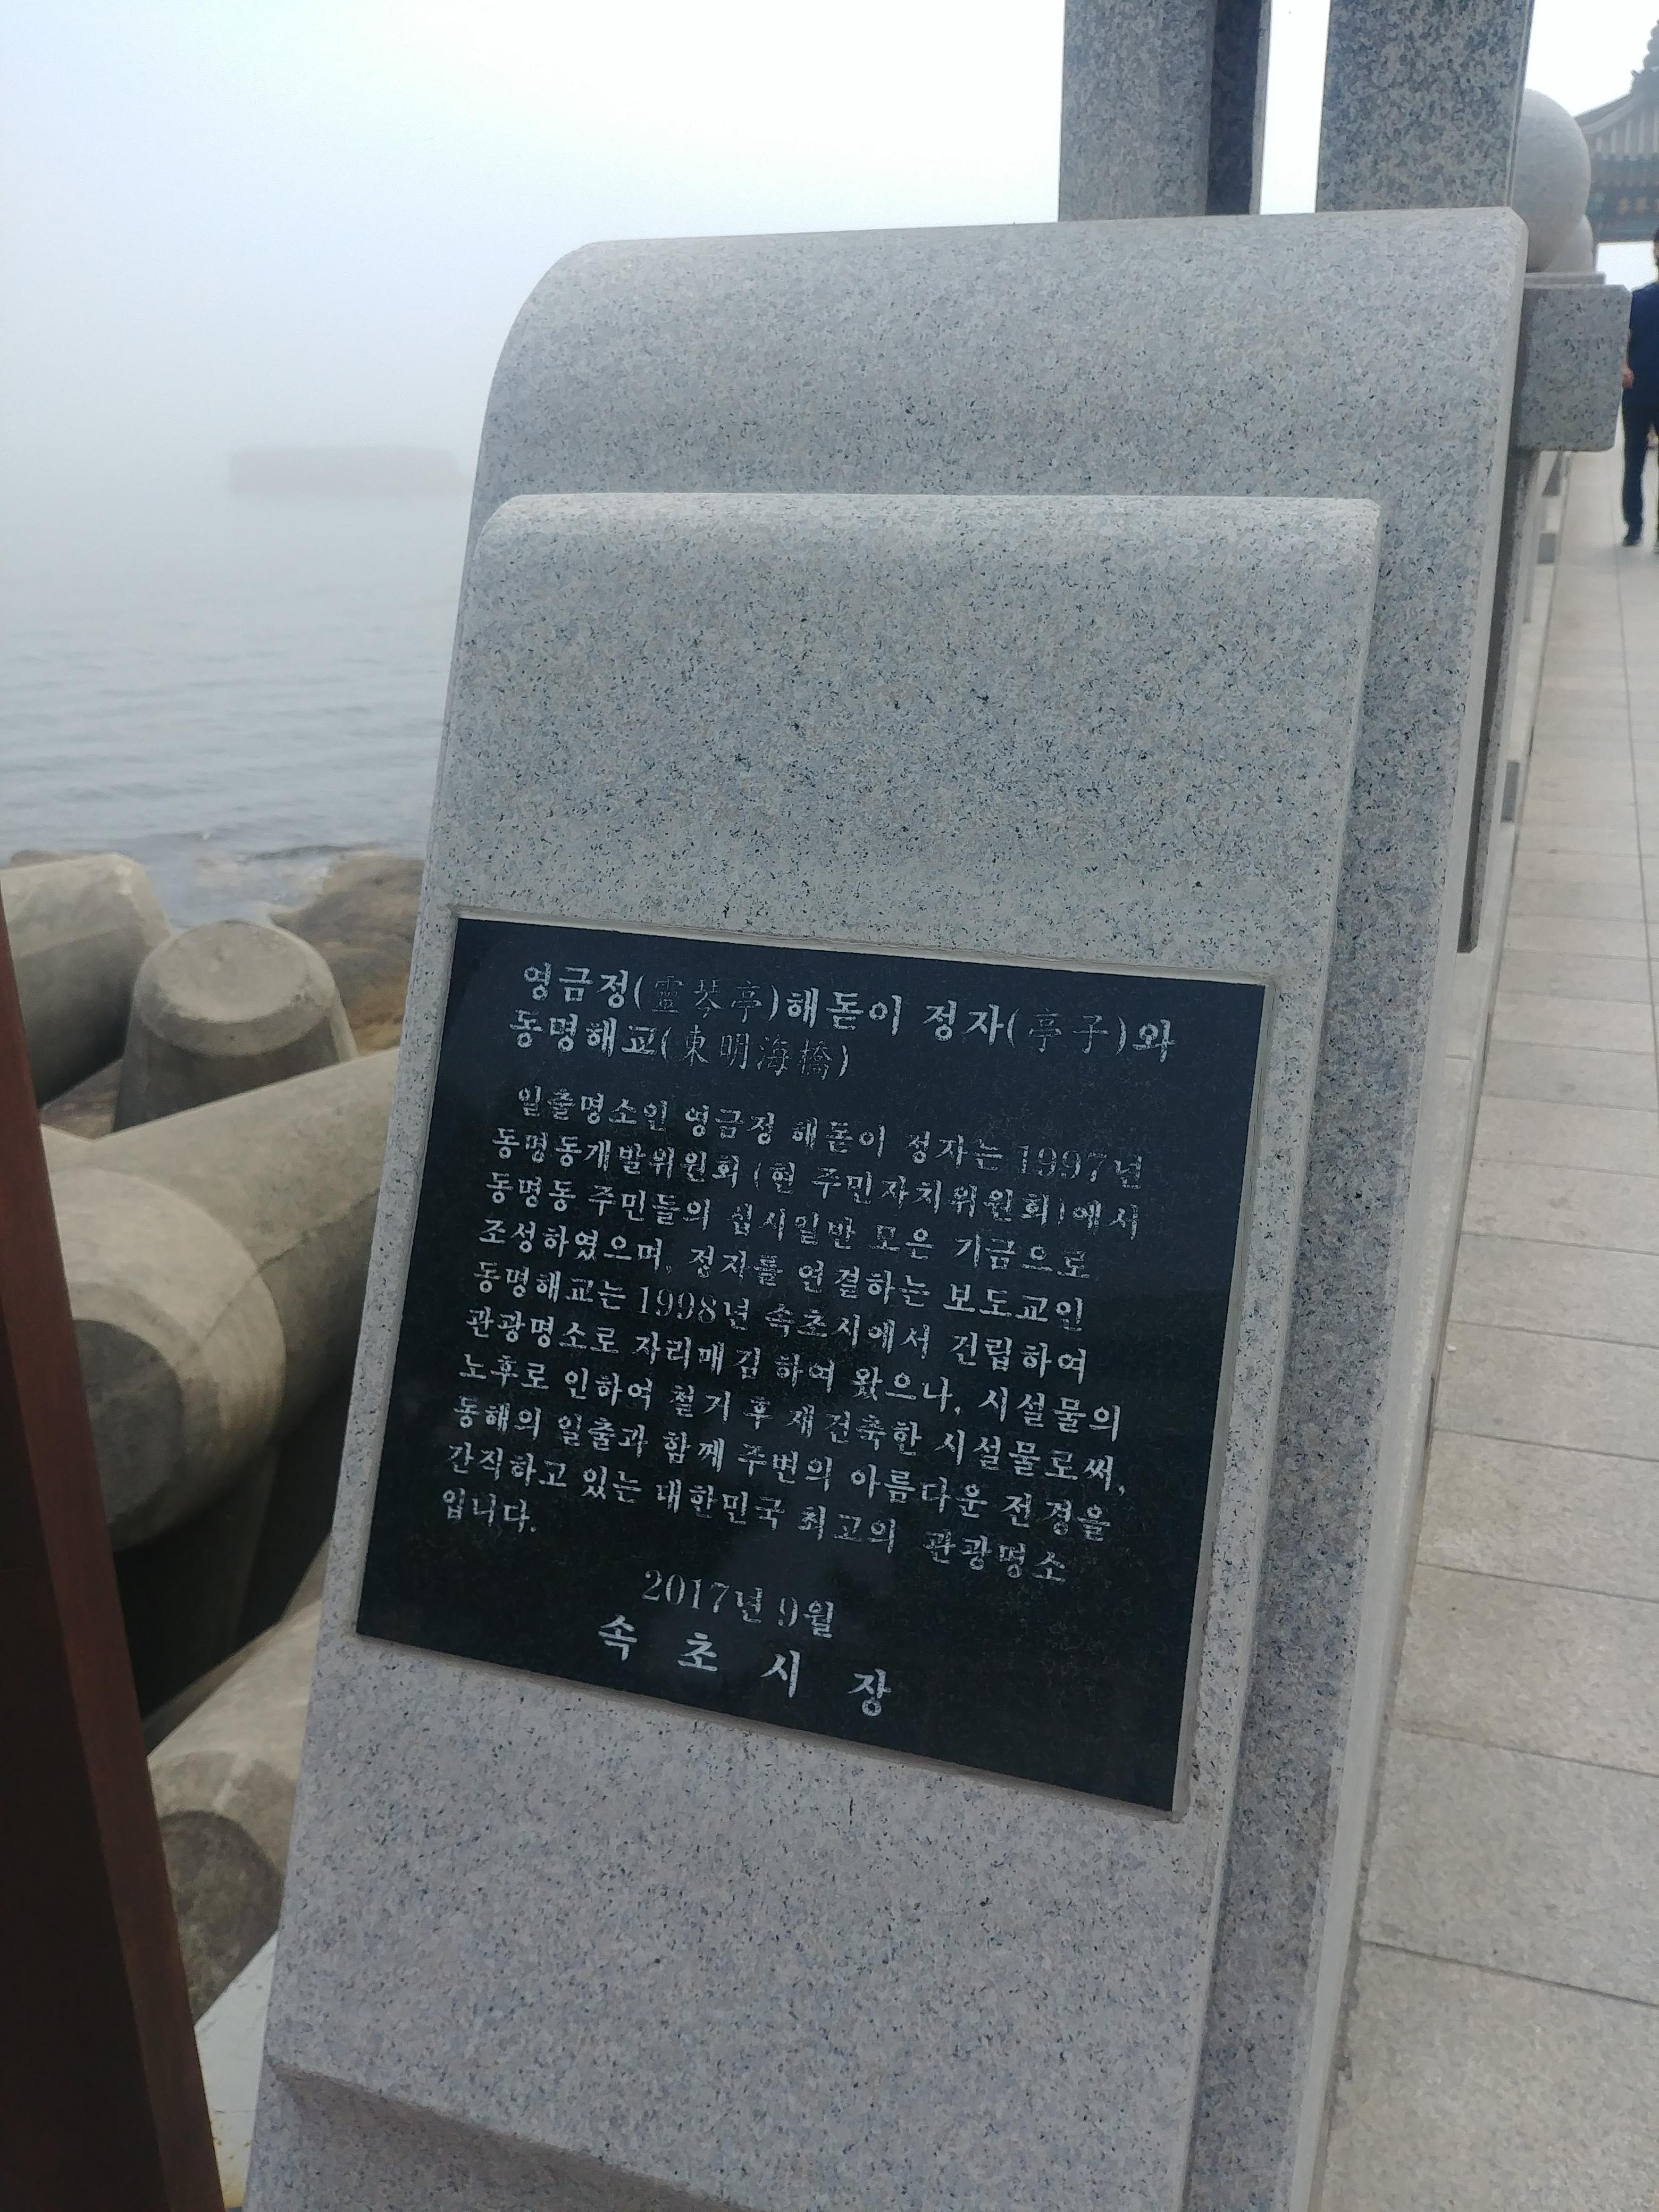 영금정(靈琴亭)해돋이 정자(亭子)와
동명해교(東明海橋)
일출명소인 영금정 해돋이 정자는 1997년
동명동개발위원회(현 주민자치위원회)에서
동명동 주민들의 십시일반 모은 기금으로
조성하였으며, 정자를 연결하는 보도교인
동명해교는 1998년 속초시에서 건립하여
관광명소로 자리매김 하여 왔으나, 시설물의
노후로 인하여 철거 후 재건축한 시설물로써,
동해의 일출과 함께 주변의 아름다운 전경을
간직하고 있는 대한민국 최고의 관광명소
입니다.
2017년 9월
속 초 시 장